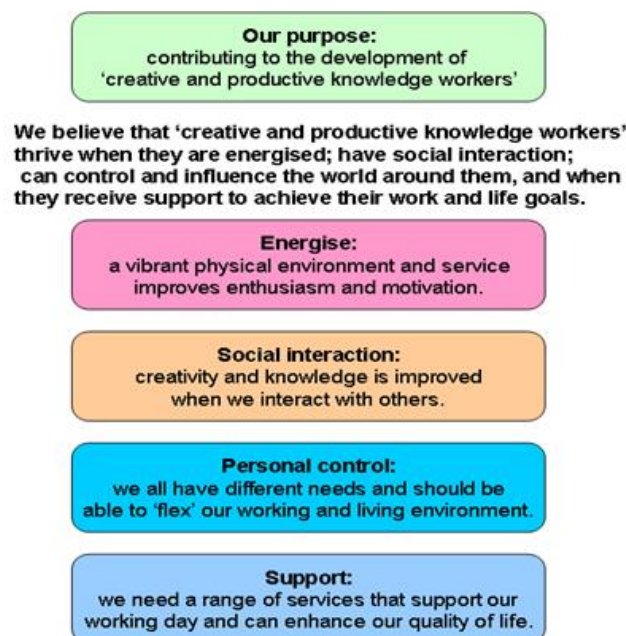 Our purpose:
contributing to the development of
‘creative and productive knowledge workers’
We believe that ‘creative and productive knowledge workers’
thrive when they are energised; have social interaction;
can control and influence the world around them, and when
they receive support to achieve their work and life goals.
Energise:
a vibrant physical environment and service
improves enthusiasm and motivation.
Social interaction:
creativity and knowledge is improved
when we interact with others.
Personal control:
we all have different needs and should be
able to ‘flex’ our working and living environment.
Support:
we need a range of services that support our
working day and can enhance our quality of life.